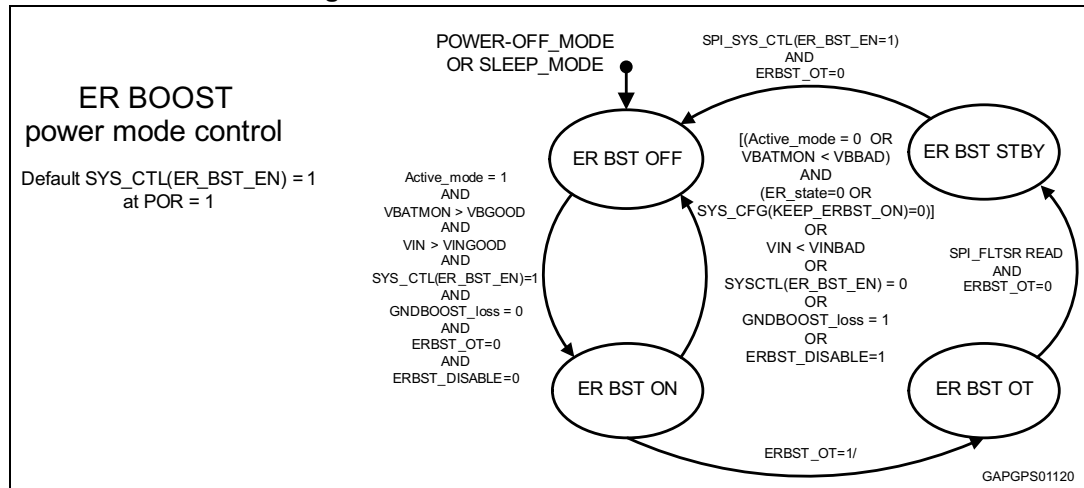 ER BOOST
power mode control
Default SYS_CTL(ER_BST_EN) = 1
at POR = 1
POWER-OFF_MODE
OR SLEEP_MODE
SPI_SYS_CTL(ER_BST_EN=1)
AND
ERBST_OT=0
ER BST OFF
ER BST STBY
Active_mode = 1
AND
VBATMON > VBGOOD
AND
VIN > VINGOOD
AND
SYS_CTL(ER_BST_EN)=1
AND
GNDBOOST_loss = 0
AND
ERBST_OT=0
AND
ERBST_DISABLE=0
[(Active_mode = 0 OR
VBATMON < VBBAD)
AND
(ER_state=0 OR
SYS_CFG(KEEP_ERBST_ON)=0)]
OR
VIN < VINBAD
OR
SYSCTL(ER_BST_EN) = 0
OR
GNDBOOST_loss = 1
OR
ERBST_DISABLE=1
SPI_FLTSR READ
AND
ERBST_OT=0
ER BST ON
ER BST OT
ERBST_OT=1/
GAPGPS01120